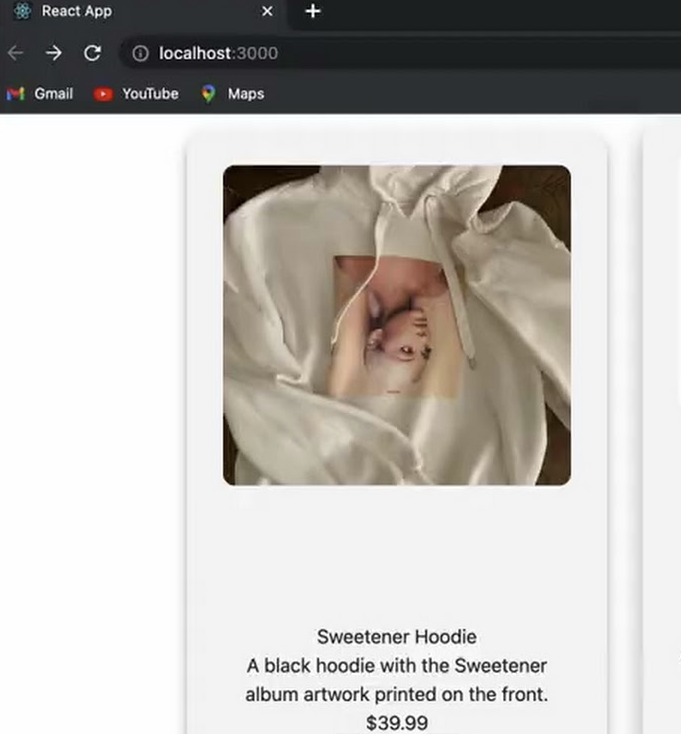 React App
localhost:3000
Gmail YouTube Maps
Sweetener Hoodie
A black hoodie with the Sweetener
album artwork printed on the front.
$39.99